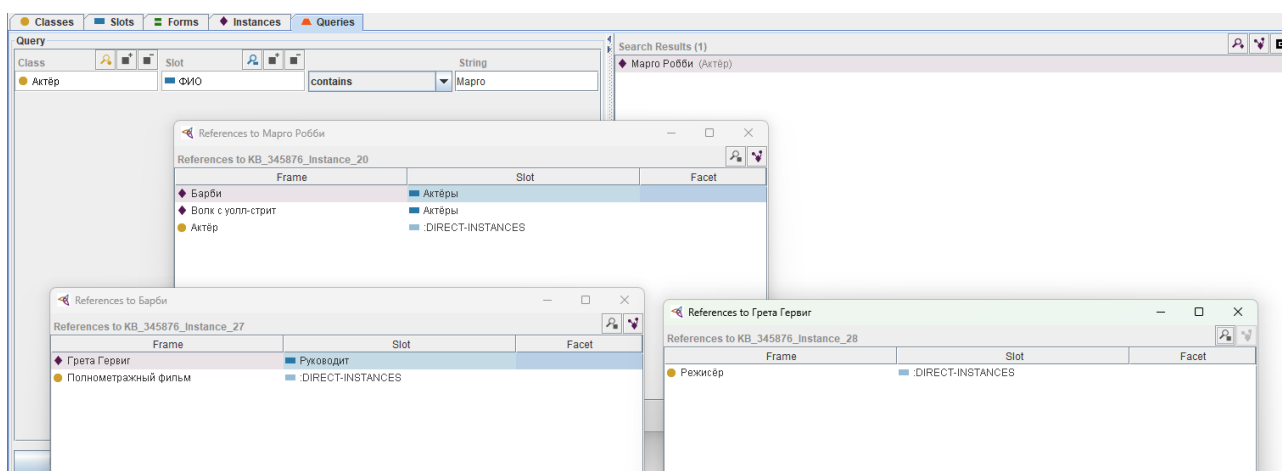 Classes Slots Forms Instances Queries
Query
Class Slot String
Актёр ФИО contains Марго
Search Results (1)
Марго Робби (Актёр)
References to Марго Робби
References to KB_345876_Instance_20
Frame Slot Facet
Барби Актёры
Волк с уолл-стрит Актёры
Актёр :DIRECT-INSTANCES
References to Барби
References to KB_345876_Instance_27
Frame Slot Facet
Грета Гервиг Руководит
Полнометражный фильм :DIRECT-INSTANCES
References to Грета Гервиг
References to KB_345876_Instance_28
Frame Slot Facet
Режисёр :DIRECT-INSTANCES